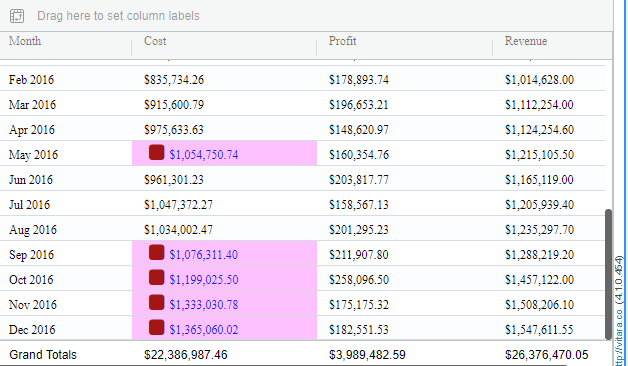 Drag here to set column labels
Month Cost Profit Revenue
Feb 2016 $835,734.26 $178,893.74 $1,014,628.00
Mar 2016 $915,600.79 $196,653.21 $1,112,254.00
Apr 2016 $975,633.63 $148,620.97 $1,124,254.60
May 2016 $1,054,750.74 $160,354.76 $1,215,105.50
Jun 2016 $961,301.23 $203,817.77 $1,165,119.00
Jul 2016 $1,047,372.27 $158,567.13 $1,205,939.40
Aug 2016 $1,034,002.47 $201,295.23 $1,235,297.70
Sep 2016 $1,076,311.40 $211,907.80 $1,288,219.20
Oct 2016 $1,199,025.50 $258,096.50 $1,457,122.00
Nov 2016 $1,333,030.78 $175,175.32 $1,508,206.10
Dec 2016 $1,365,060.02 $182,551.53 $1,547,611.55
Grand Totals $22,386,987.46 $3,989,482.59 $26,376,470.05
ttp://vitara.co (4.1.0.454)